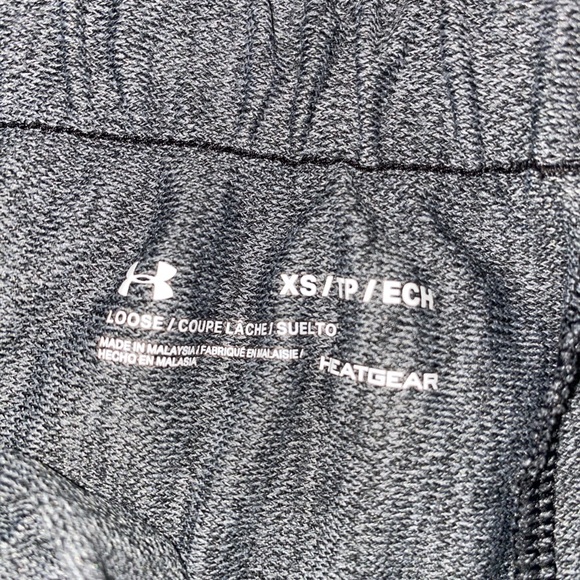 XS / TP / ECH
LOOSE / COUPE LÂCHE / SUELTO
MADE IN MALAYSIA / FABRIQUÉ EN MALAISIE /
HECHO EN MALASIA
HEATGEAR